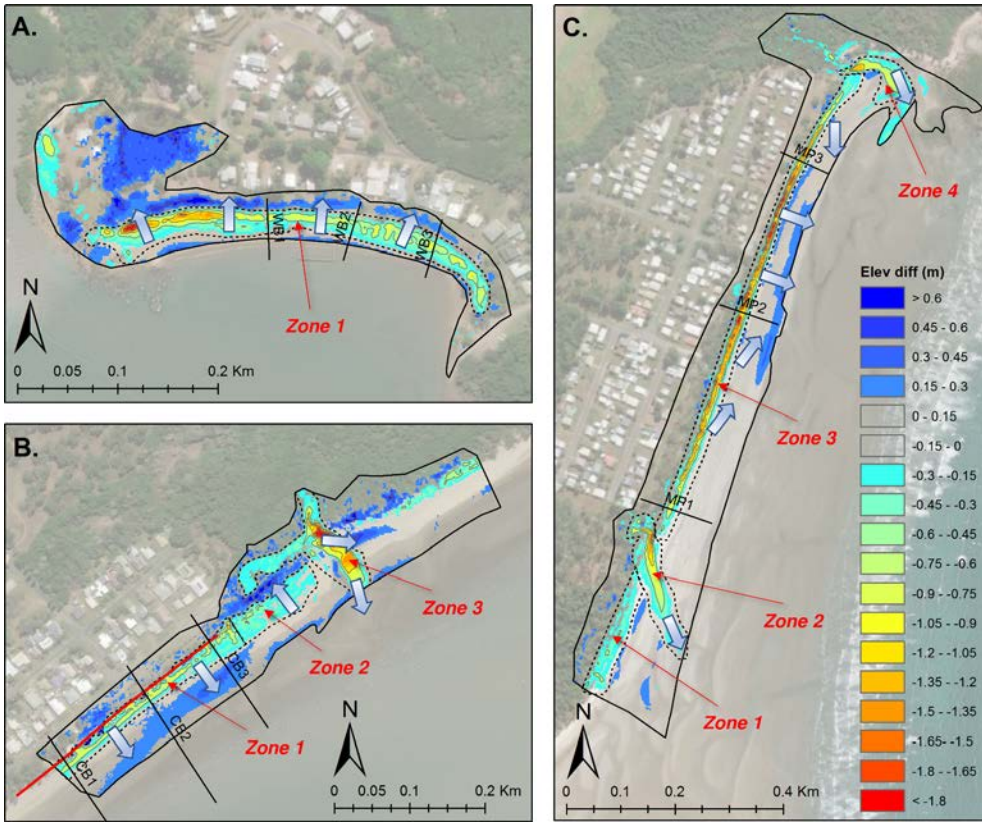 A.
WB1
WB2
WB3
Zone 1
N
0 0.05 0.1 0.2 Km
B.
Zone 3
Zone 2
CB3
Zone 1
CB2
CB1
N
0 0.1 0.2 Km
C.
MP3
Zone 4
MP2
Zone 3
MP1
Zone 2
Zone 1
N
0 0.1 0.2 0.4 Km
Elev diff (m)
> 0.6
0.45 - 0.6
0.3 - 0.45
0.15 - 0.3
0 - 0.15
-0.15 - 0
-0.3 - -0.15
-0.45 - -0.3
-0.6 - -0.45
-0.75 - -0.6
-0.9 - -0.75
-1.05 - -0.9
-1.2 - -1.05
-1.35 - -1.2
-1.5 - -1.35
-1.65- -1.5
-1.8 - -1.65
< -1.8